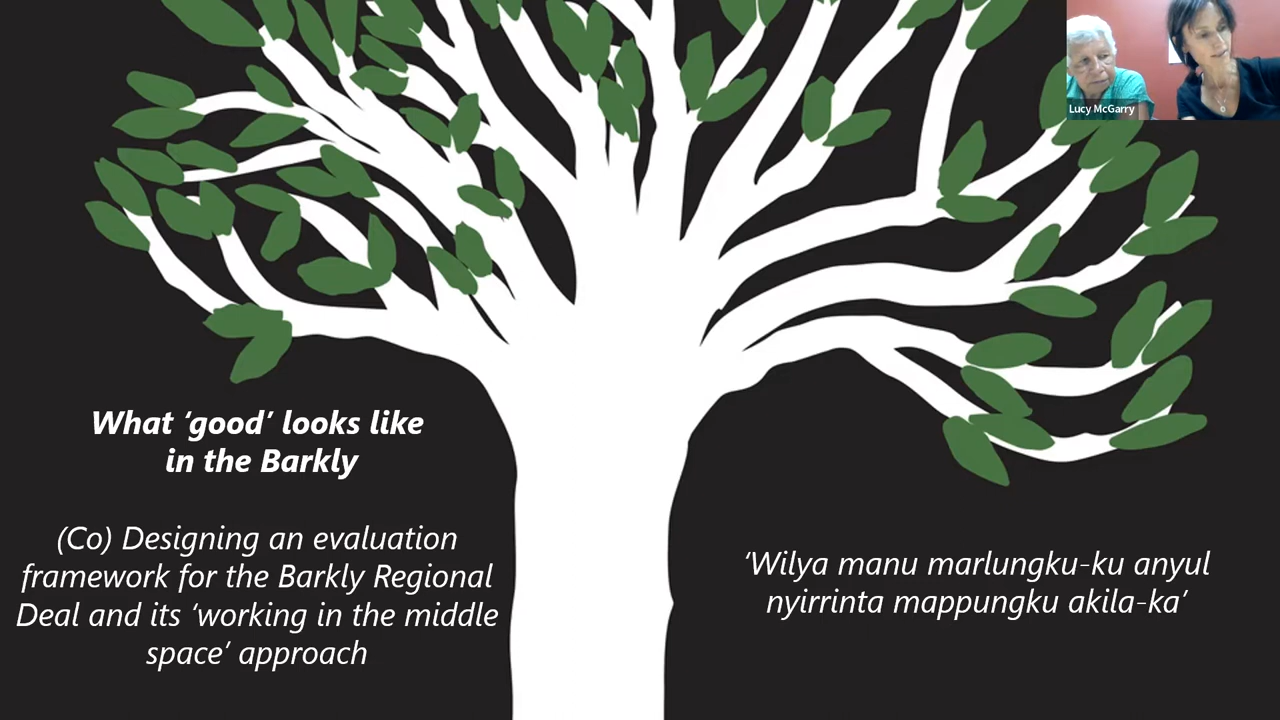 Lucy McGarry
What ‘good’ looks like
in the Barkly
(Co) Designing an evaluation
framework for the Barkly Regional
Deal and its ‘working in the middle
space’ approach
‘Wilya manu marlungku-ku anyul
nyirrinta mappungku akila-ka’